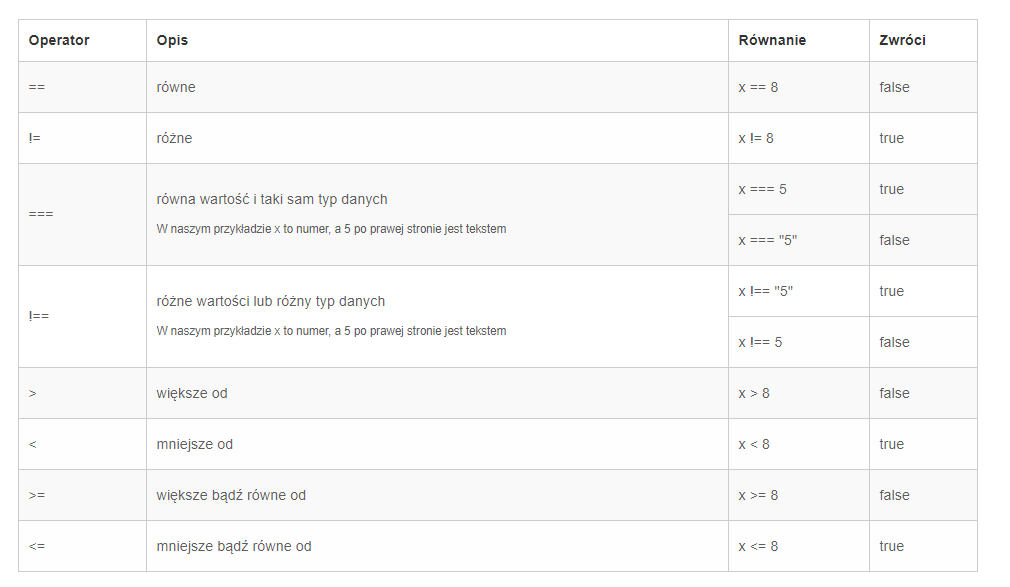 Operator Opis Równanie Zwróci
== równe x == 8 false
!= różne x != 8 true
=== równa wartość i taki sam typ danych x === 5 true
W naszym przykładzie x to numer, a 5 po prawej stronie jest tekstem x === "5" false
!== różne wartości lub różny typ danych x !== "5" true
W naszym przykładzie x to numer, a 5 po prawej stronie jest tekstem x !== 5 false
> większe od x > 8 false
< mniejsze od x < 8 true
>= większe bądź równe od x >= 8 false
<= mniejsze bądź równe od x <= 8 true